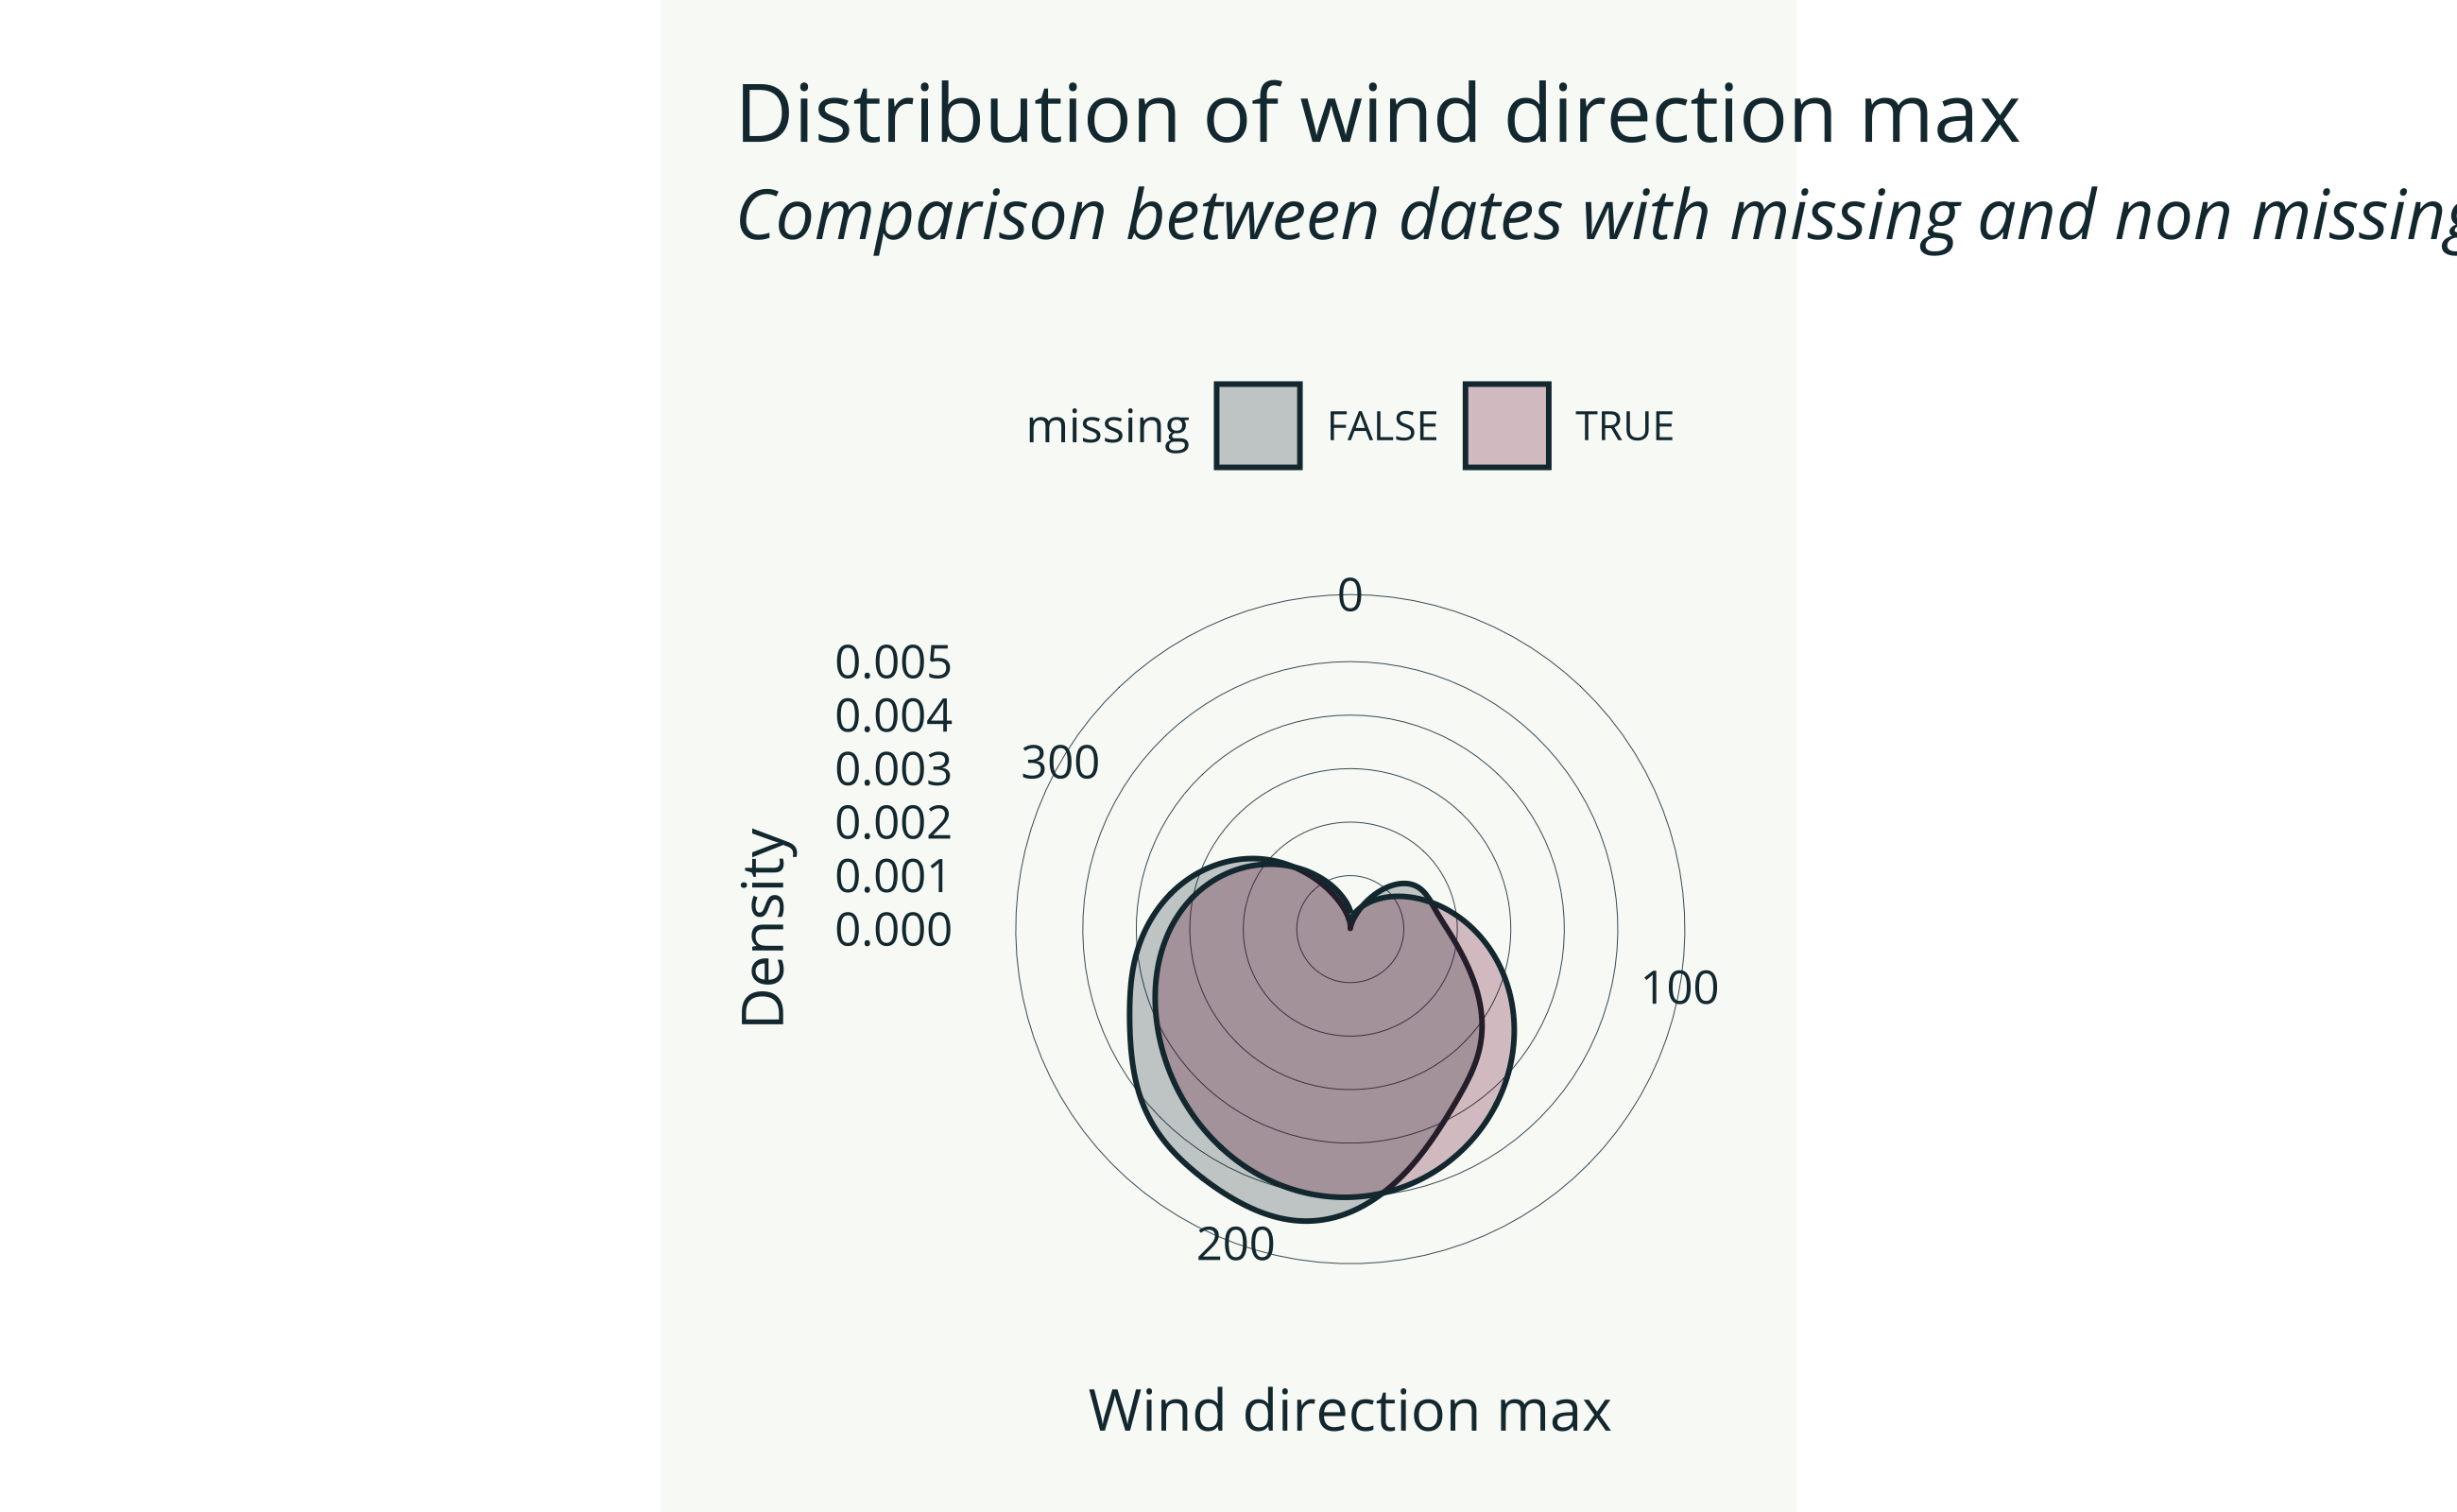 Distribution of wind direction max
Comparison between dates with missing and non missing
missing FALSE TRUE
0
0.005
0.004
300
0.003
0.002
0.001
0.000
Density
100
200
Wind direction max